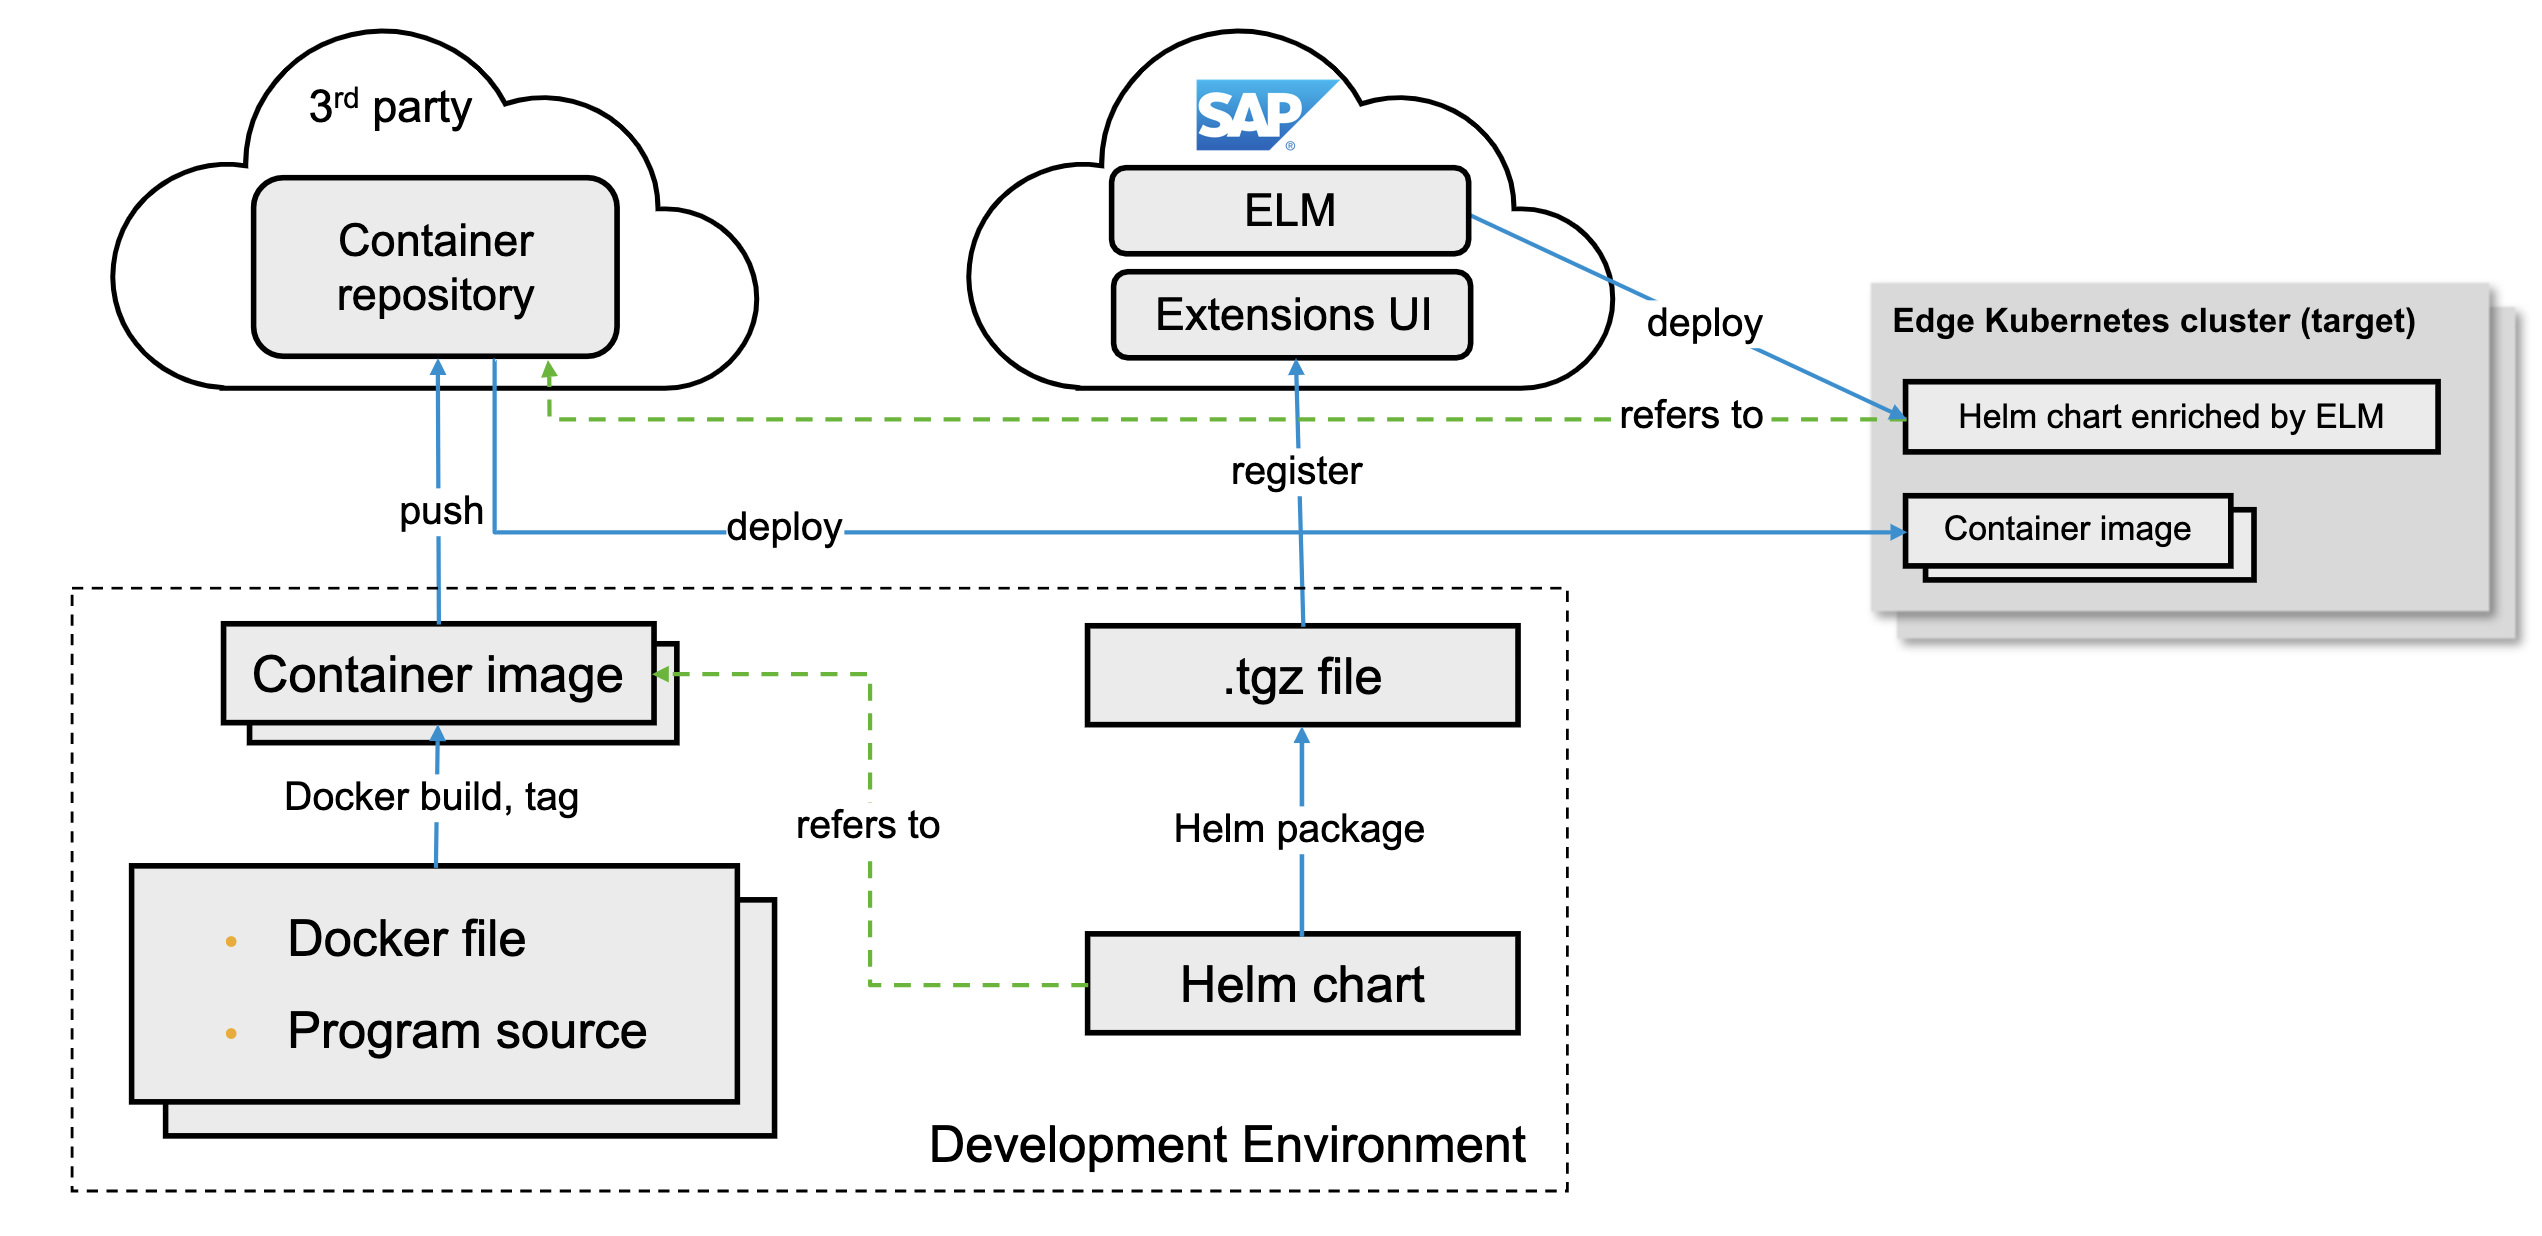 3rd party
Container
repository
SAP
®
ELM
Extensions UI
deploy
Edge Kubernetes cluster (target)
Helm chart enriched by ELM
refers to
Container image
register
push
deploy
Container image
.tgz file
Docker build, tag
refers to
Helm package
• Docker file
• Program source
Helm chart
Development Environment